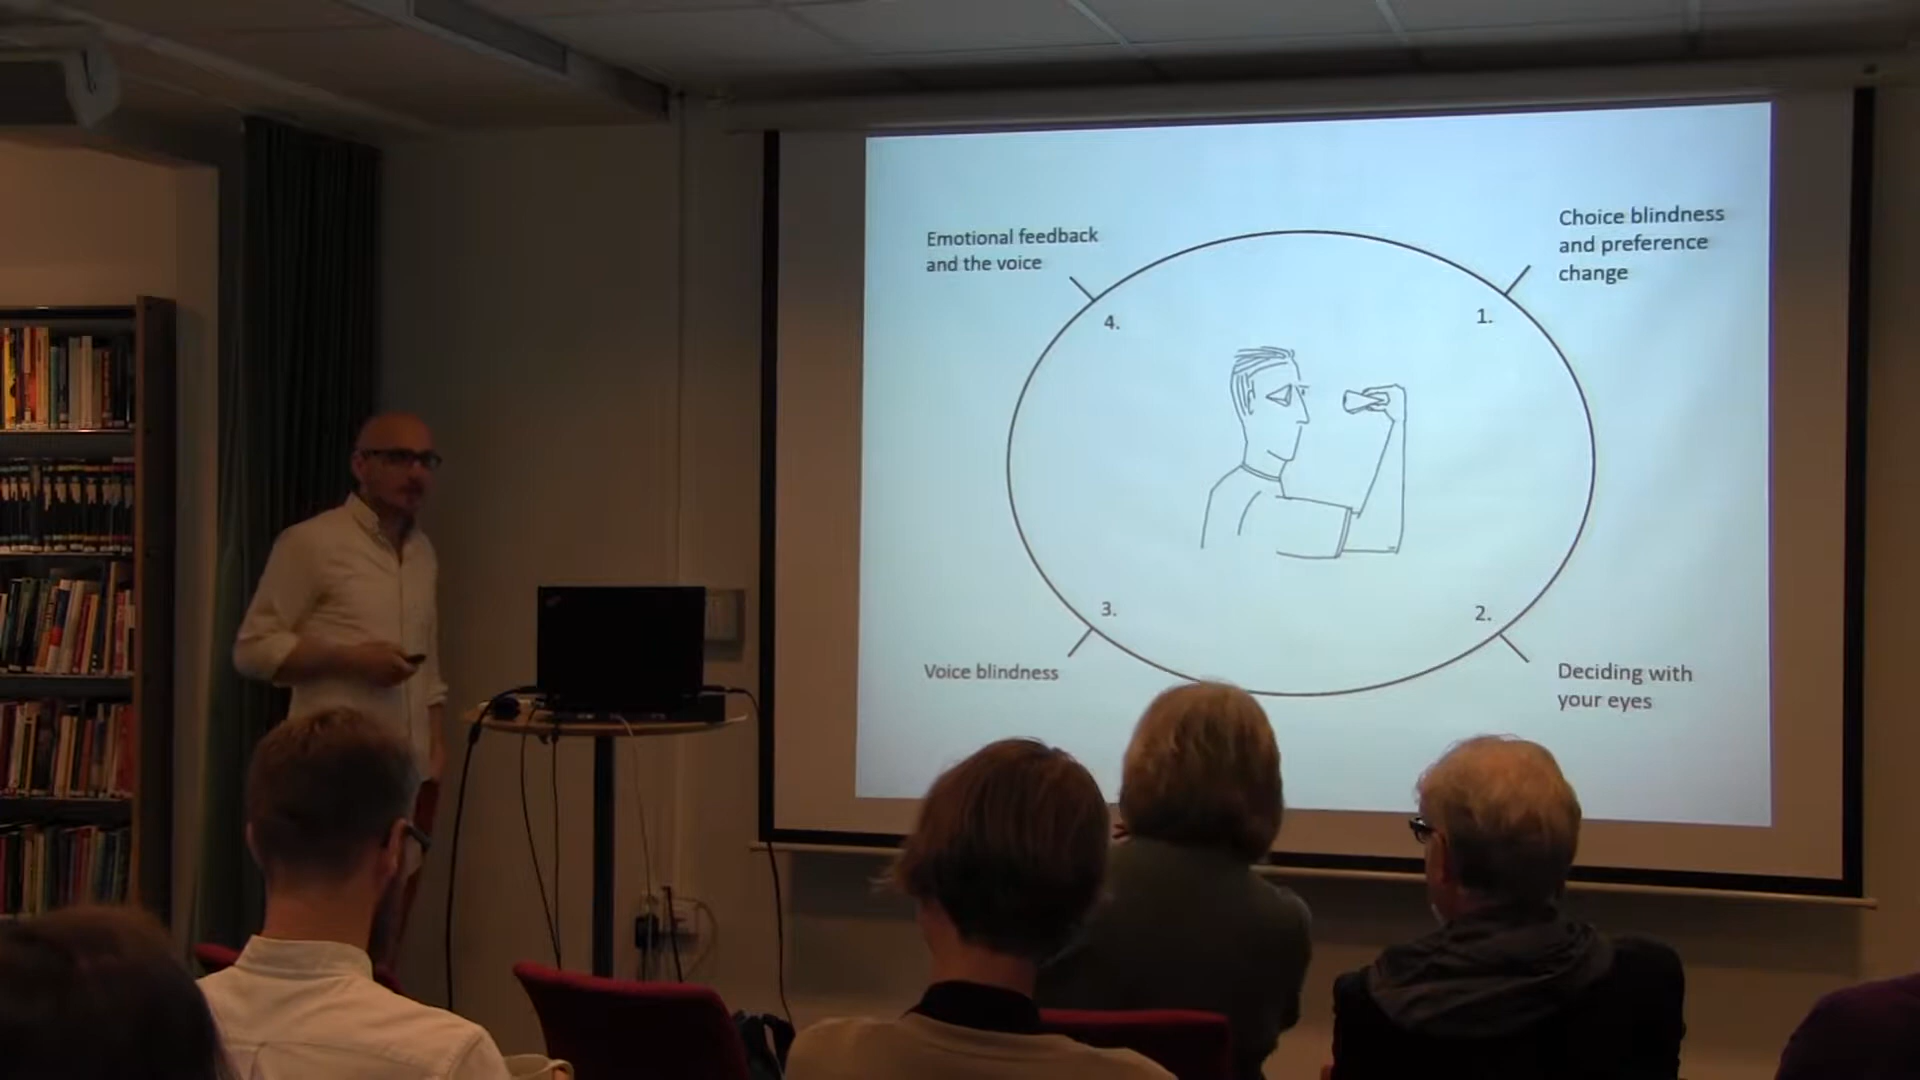 Emotional feedback
and the voice
4.
Choice blindness
and preference
change
1.
3.
Voice blindness
2.
Deciding with
your eyes